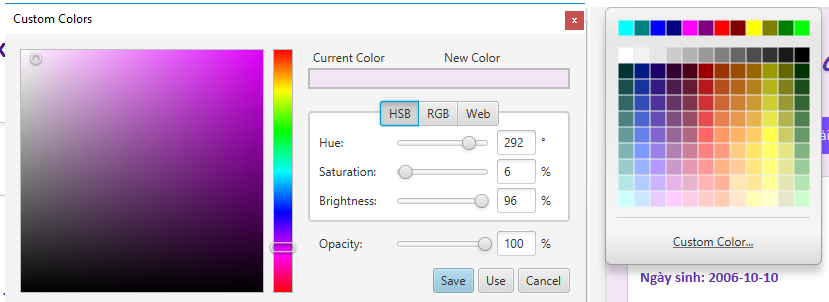 Custom Colors
x
Current Color
New Color
HSB
RGB
Web
Hue:
292
°
Saturation:
6
%
Brightness:
96
%
Opacity:
100
%
Save
Use
Cancel
Custom Color...
Ngày sinh: 2006-10-10